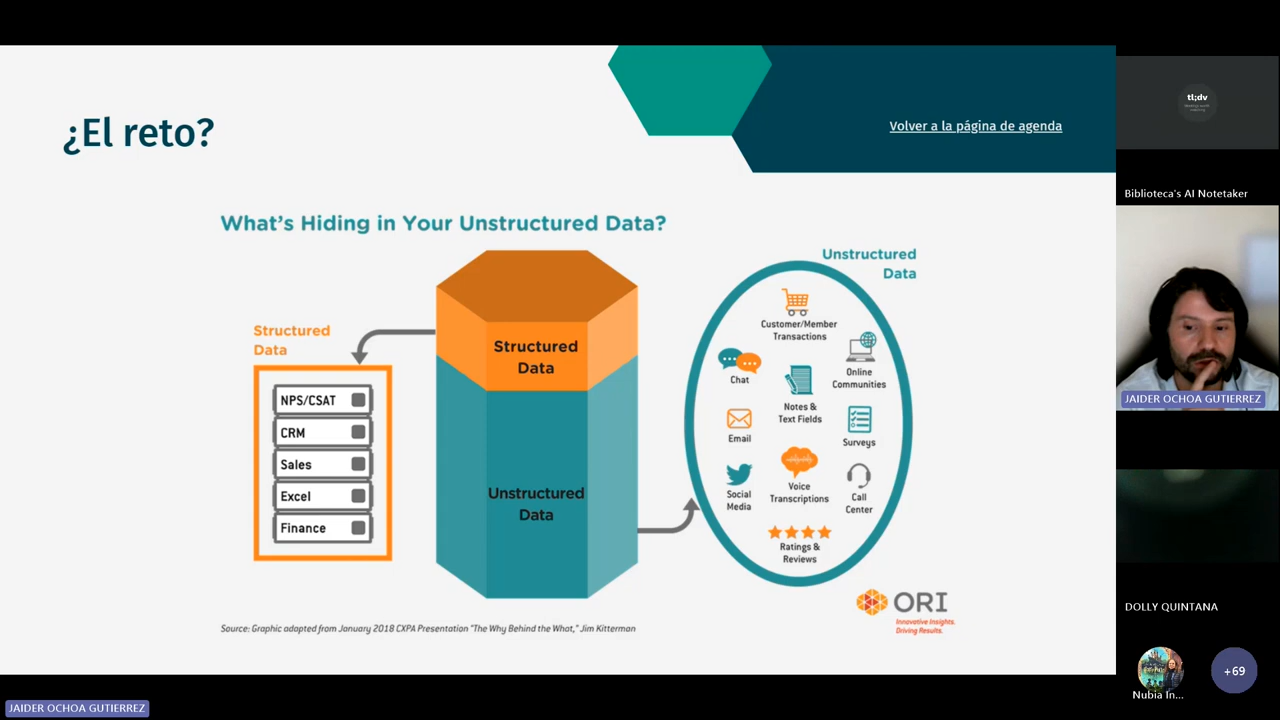 ¿El reto?
Volver a la página de agenda
What's Hiding in Your Unstructured Data?
Structured
Data
NPS/CSAT
CRM
Sales
Excel
Finance
Structured
Data
Unstructured
Data
Unstructured
Data
Customer/Member
Transactions
Chat
Online
Communities
Notes &
Text Fields
Email
Surveys
Social
Media
Voice
Transcriptions
Call
Center
Ratings &
Reviews
ORI
Innovative Insights.
Driving Results.
Source: Graphic adapted from January 2018 CXPA Presentation "The Why Behind the What," Jim Kitterman
tl;dv
Biblioteca's AI Notetaker
JAIDER OCHOA GUTIERREZ
DOLLY QUINTANA
Nubia In...
+69
JAIDER OCHOA GUTIERREZ